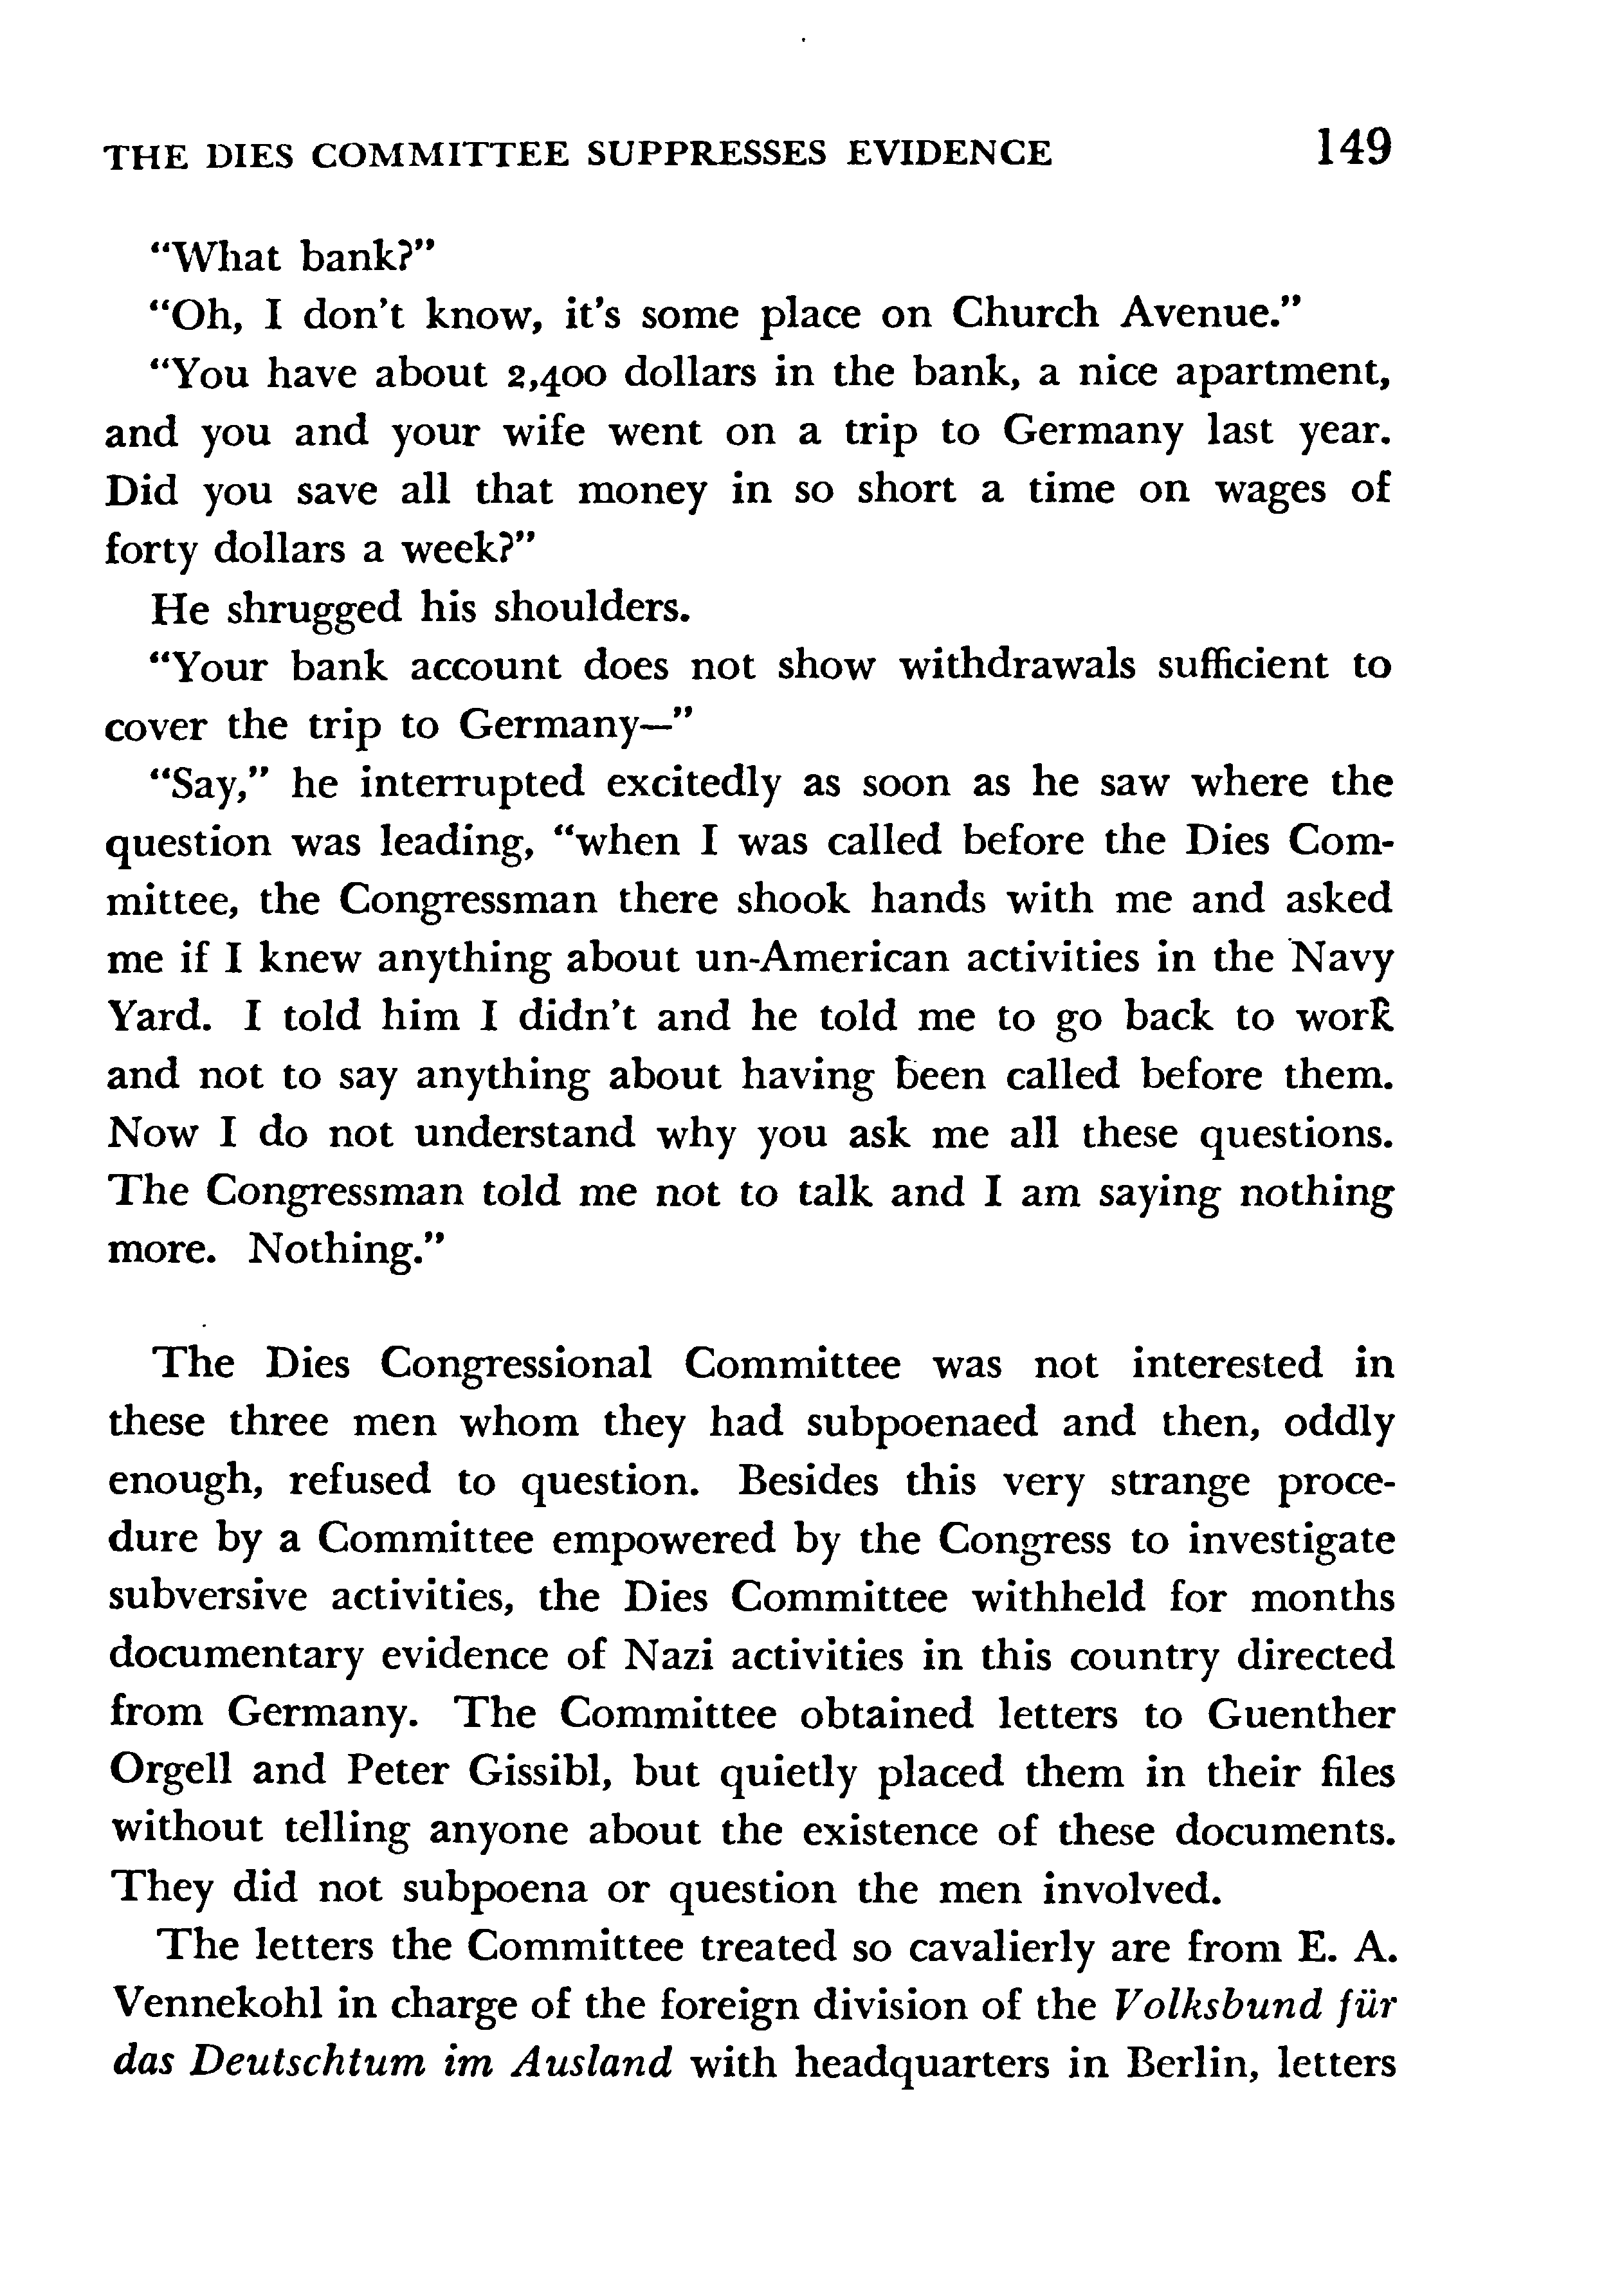 THE DIES COMMITTEE SUPPRESSES EVIDENCE 149
“What bank?”
“Oh, I don’t know, it’s some place on Church Avenue.”
“You have about 2,400 dollars in the bank, a nice apartment,
and you and your wife went on a trip to Germany last year.
Did you save all that money in so short a time on wages of
forty dollars a week?”
He shrugged his shoulders.
“Your bank account does not show withdrawals sufficient to
cover the trip to Germany—”
“Say,” he interrupted excitedly as soon as he saw where the
question was leading, “when I was called before the Dies Com-
mittee, the Congressman there shook hands with me and asked
me if I knew anything about un-American activities in the Navy
Yard. I told him I didn’t and he told me to go back to work
and not to say anything about having been called before them.
Now I do not understand why you ask me all these questions.
The Congressman told me not to talk and I am saying nothing
more. Nothing.”
The Dies Congressional Committee was not interested in
these three men whom they had subpoenaed and then, oddly
enough, refused to question. Besides this very strange proce-
dure by a Committee empowered by the Congress to investigate
subversive activities, the Dies Committee withheld for months
documentary evidence of Nazi activities in this country directed
from Germany. The Committee obtained letters to Guenther
Orgell and Peter Gissibl, but quietly placed them in their files
without telling anyone about the existence of these documents.
They did not subpoena or question the men involved.
The letters the Committee treated so cavalierly are from E. A.
Vennekohl in charge of the foreign division of the Volksbund für
das Deutschtum im Ausland with headquarters in Berlin, letters